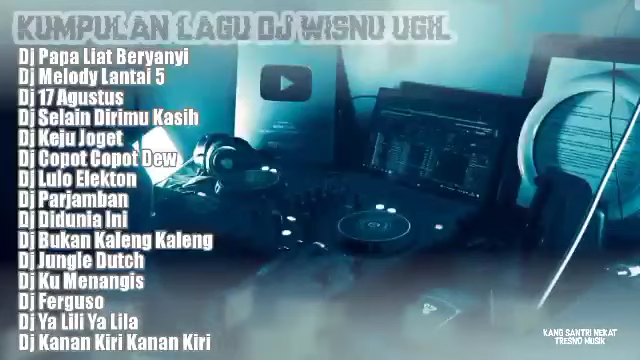 KUMPULAN LAGU DJ WISNU UGIL
Dj Papa Liat Beryanyi
Dj Melody Lantai 5
Dj 17 Agustus
Dj Selain Dirimu Kasih
Dj Keju Joget
Dj Copot Copot Dew
Dj Lulo Elekton
Dj Parjamban
Dj Didunia Ini
Dj Bukan Kaleng Kaleng
Dj Jungle Dutch
Dj Ku Menangis
Dj Ferguso
Dj Ya Lili Ya Lila
Dj Kanan Kiri Kanan Kiri
KANG SANTRI NEKAT
TRESNO MUSIK